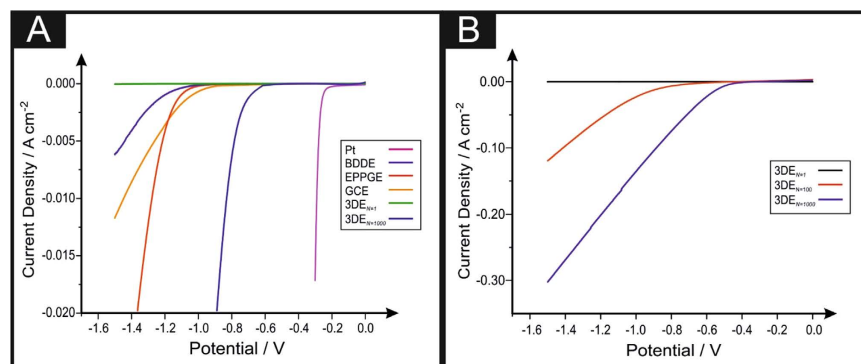 A
Current Density / A cm-2
0.000
-0.005
-0.010
-0.015
-0.020
-1.6 -1.4 -1.2 -1.0 -0.8 -0.6 -0.4 -0.2 0.0
Potential / V
Pt
BDDE
EPPGE
GCE
3DEN=1
3DEN=1000
B
Current Density / A cm-2
0.00
-0.10
-0.20
-0.30
-1.6 -1.4 -1.2 -1.0 -0.8 -0.6 -0.4 -0.2 0.0
Potential / V
3DEN=1
3DEN=100
3DEN=1000